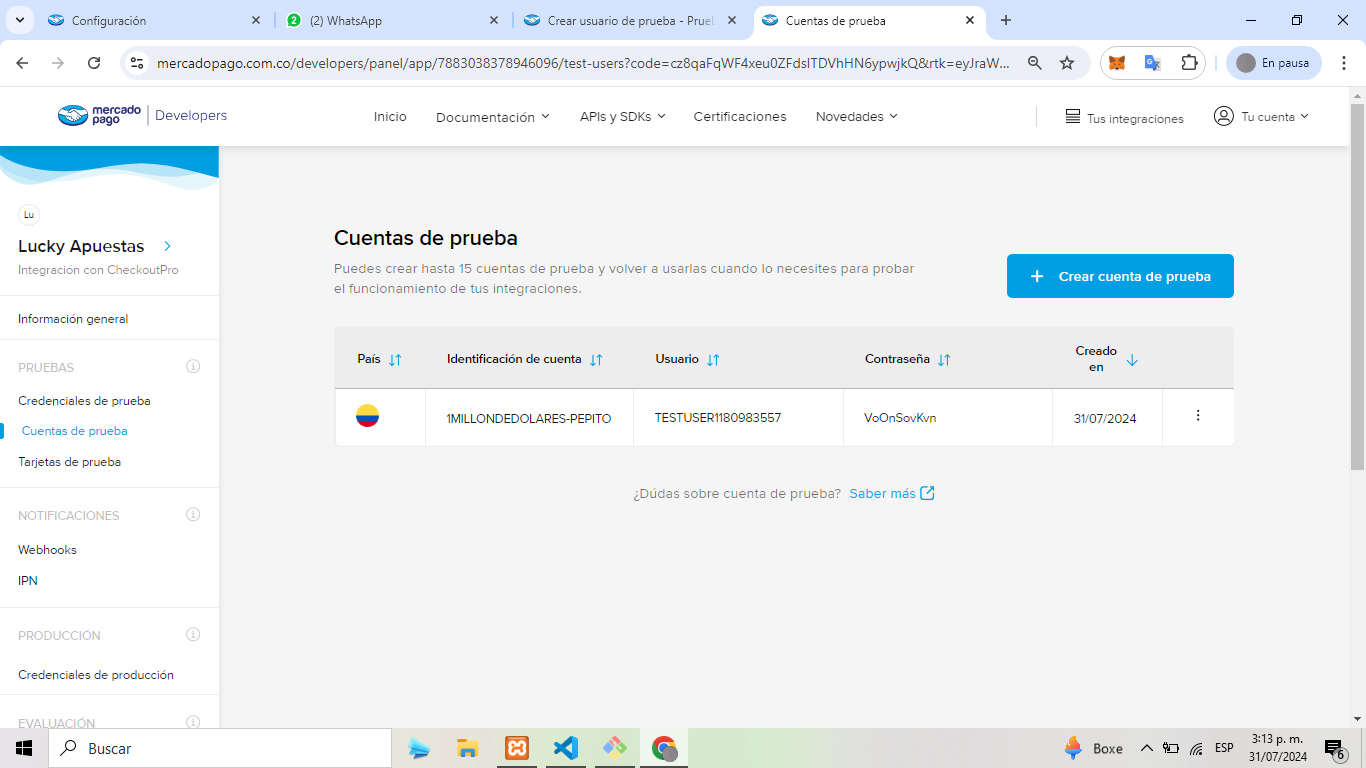 Configuración
(2) WhatsApp
Crear usuario de prueba - Prueb
Cuentas de prueba
mercadopago.com.co/developers/panel/app/7883038378946096/test-users?code=cz8qaFqWF4xeu0ZFdsITDVhHN6ypwjkQ&rtk=eyJraW...
En pausa
mercado pago
Developers
Inicio
Documentación
APIs y SDKs
Certificaciones
Novedades
Tus integraciones
Tu cuenta
Lu
Lucky Apuestas
Integración con CheckoutPro
Información general
PRUEBAS
Credenciales de prueba
Cuentas de prueba
Tarjetas de prueba
NOTIFICACIONES
Webhooks
IPN
PRODUCCIÓN
Credenciales de producción
EVALUACIÓN
Cuentas de prueba
Puedes crear hasta 15 cuentas de prueba y volver a usarlas cuando lo necesites para probar
el funcionamiento de tus integraciones.
+ Crear cuenta de prueba
País Identificación de cuenta Usuario Contraseña Creado en
1MILLONDEDOLARES-PEPITO TESTUSER1180983557 VoOnSovKvn 31/07/2024
¿Dúdas sobre cuenta de prueba? Saber más
Buscar
Boxe
ESP
3:13 p. m.
31/07/2024
6